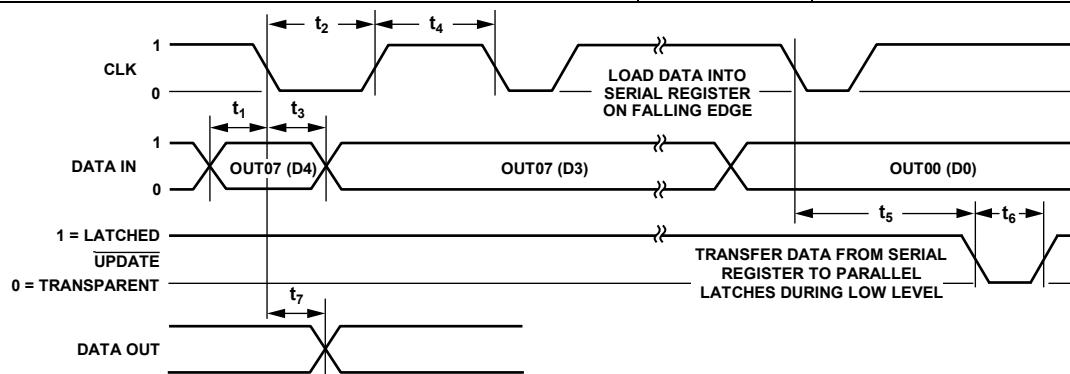 t2
t4
1
CLK
0
LOAD DATA INTO
SERIAL REGISTER
ON FALLING EDGE
t1
t3
1
DATA IN
0
OUT07 (D4)
OUT07 (D3)
OUT00 (D0)
t5
t6
1 = LATCHED
UPDATE
0 = TRANSPARENT
TRANSFER DATA FROM SERIAL
REGISTER TO PARALLEL
LATCHES DURING LOW LEVEL
t7
DATA OUT